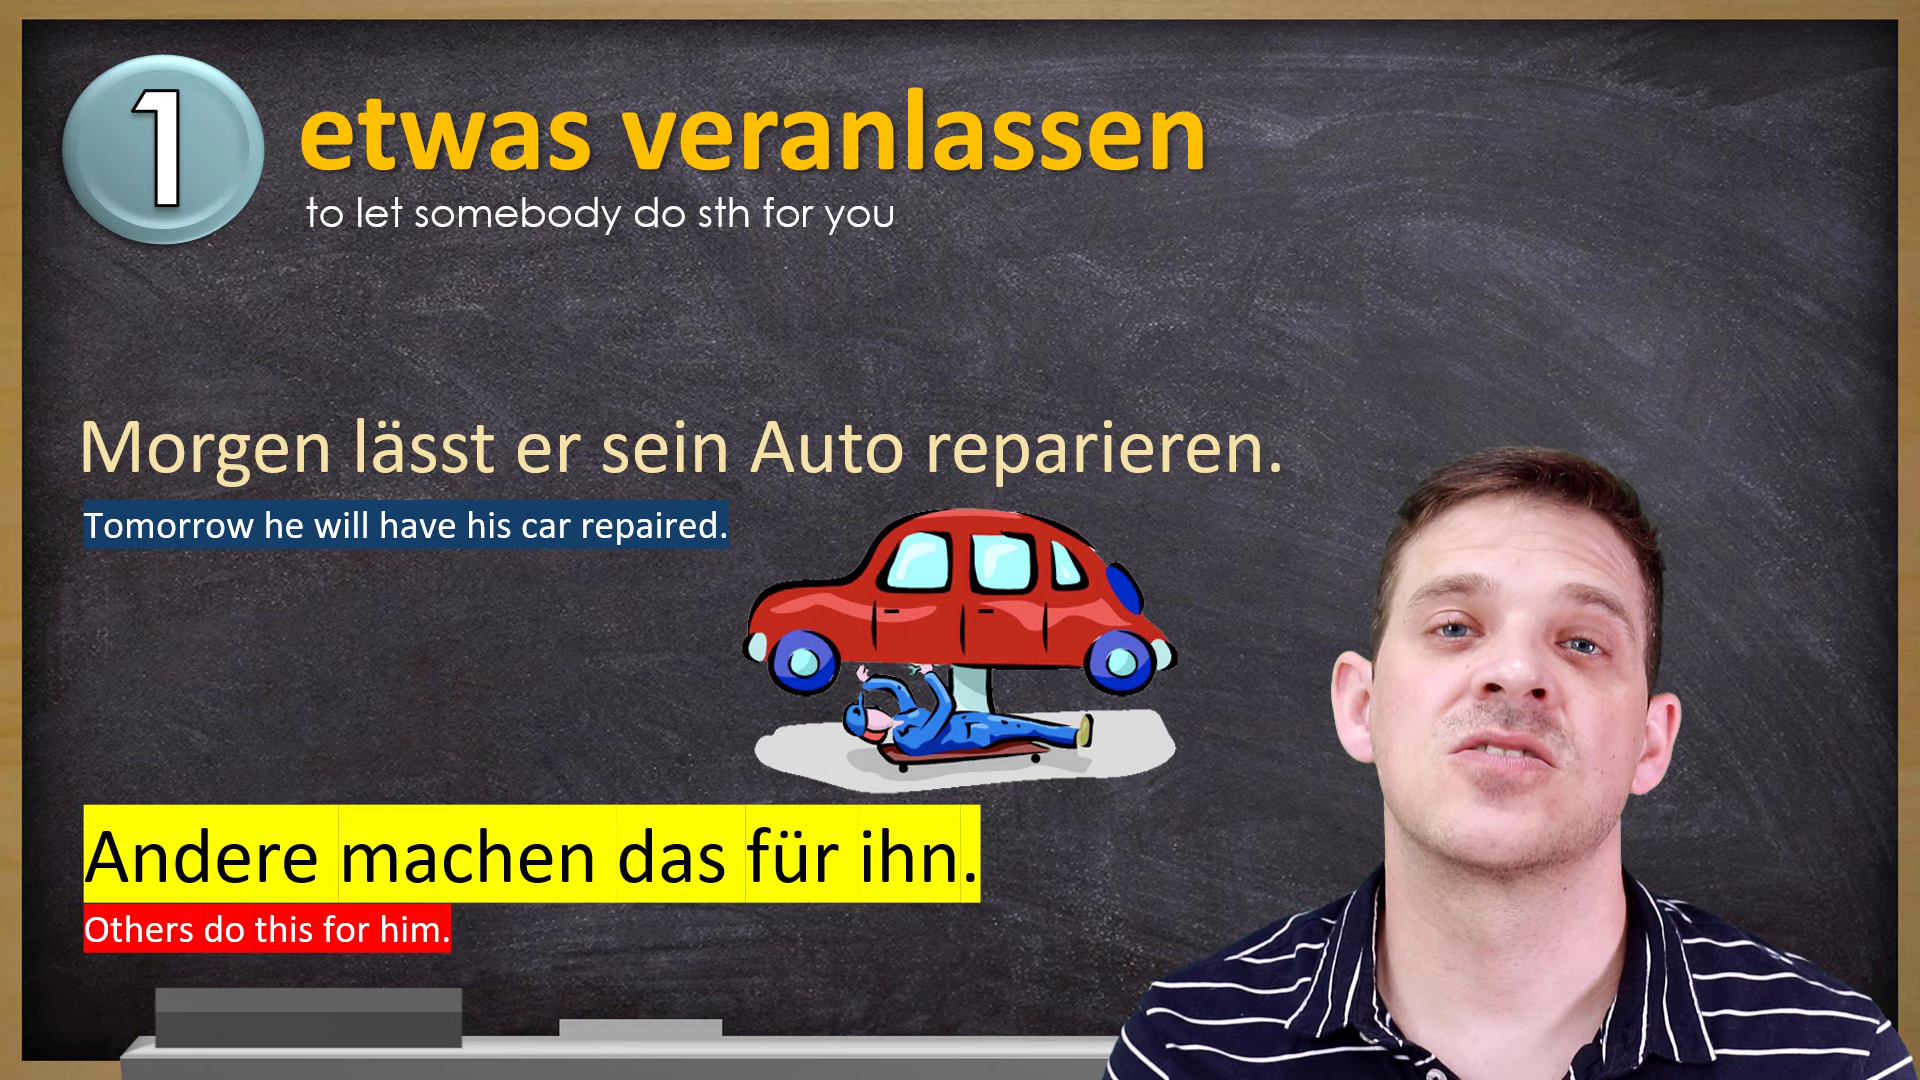 1
etwas veranlassen
to let somebody do sth for you
Morgen lässt er sein Auto reparieren.
Tomorrow he will have his car repaired.
Andere machen das für ihn.
Others do this for him.